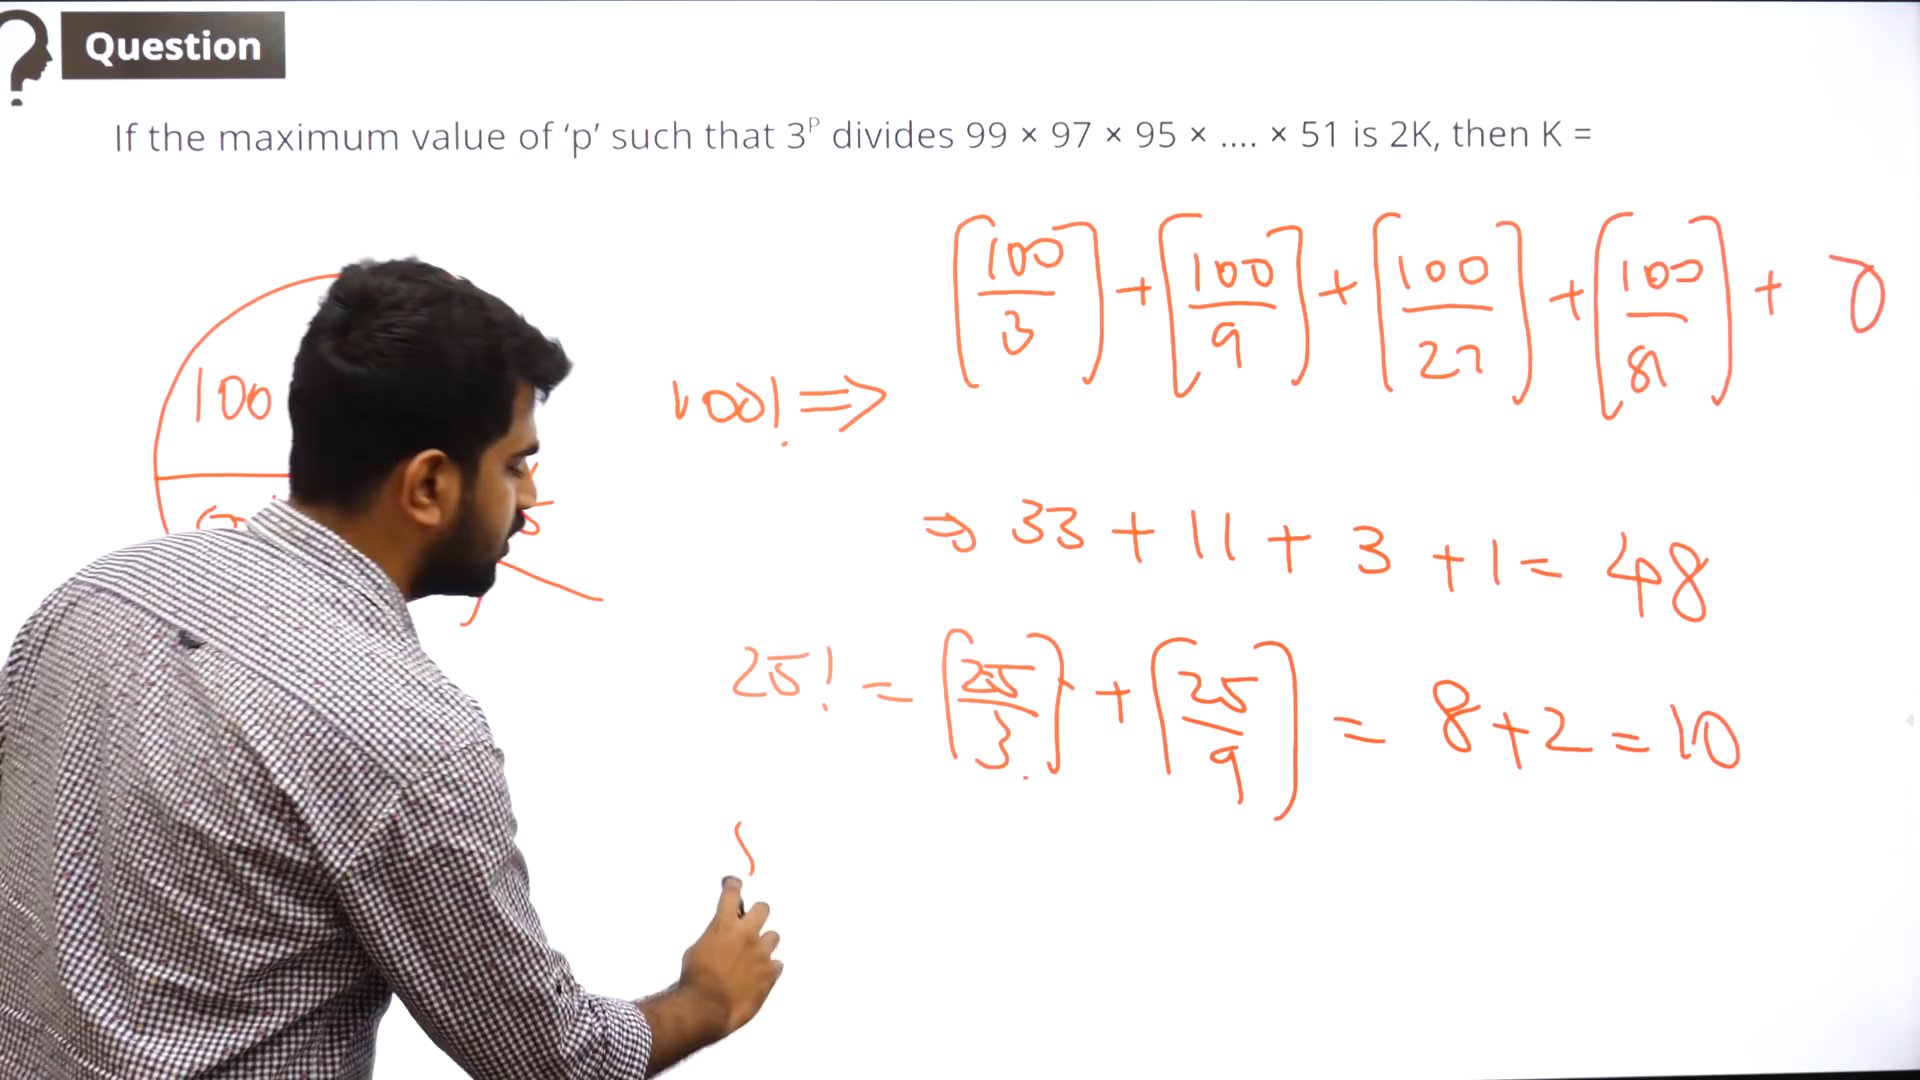 Question
If the maximum value of ‘p’ such that 3ᵖ divides 99 × 97 × 95 × .... × 51 is 2K, then K =
[100/3] + [100/9] + [100/27] + [100/81] + 0
100
100! ⇒
⇒ 33 + 11 + 3 + 1 = 48
25! = [25/3] + [25/9] = 8 + 2 = 10